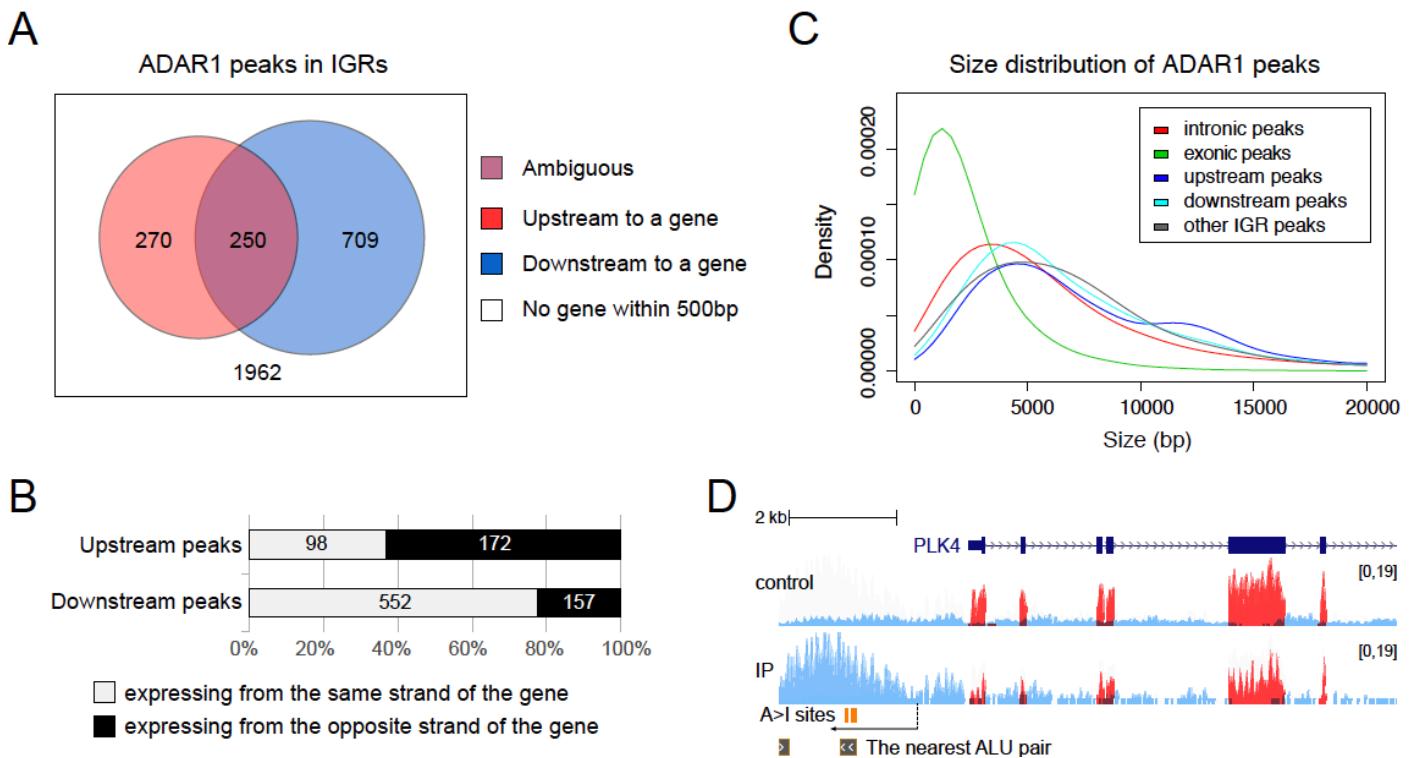 A
ADAR1 peaks in IGRs
270
250
709
1962
Ambiguous
Upstream to a gene
Downstream to a gene
No gene within 500bp
B
Upstream peaks
98
172
Downstream peaks
552
157
0%
20%
40%
60%
80%
100%
expressing from the same strand of the gene
expressing from the opposite strand of the gene
C
Size distribution of ADAR1 peaks
Density
0.00000
0.00010
0.00020
intronic peaks
exonic peaks
upstream peaks
downstream peaks
other IGR peaks
0
5000
10000
15000
20000
Size (bp)
D
2 kb
PLK4
control
[0,19]
IP
[0,19]
A>I sites
The nearest ALU pair